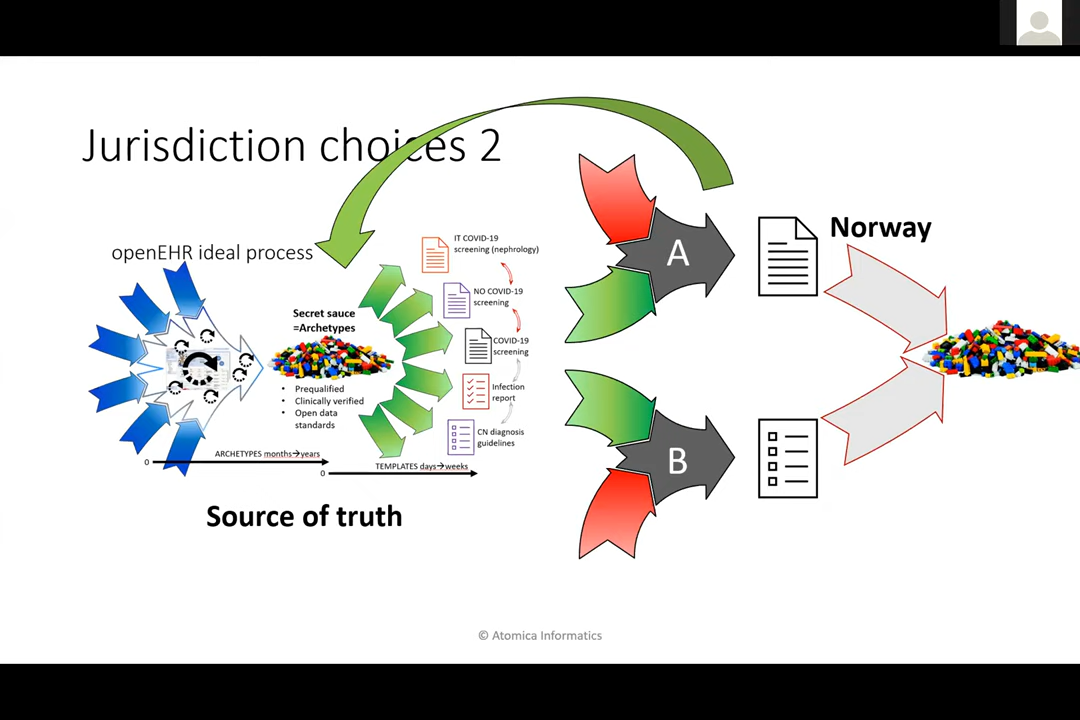 Jurisdiction choices 2
openEHR ideal process
Secret sauce
=Archetypes
• Prequalified
• Clinically verified
• Open data
standards
0
ARCHETYPES months→years
0
TEMPLATES days→weeks
IT COVID-19
screening (nephrology)
NO COVID-19
screening
COVID-19
screening
Infection
report
CN diagnosis
guidelines
Source of truth
A
B
Norway
© Atomica Informatics